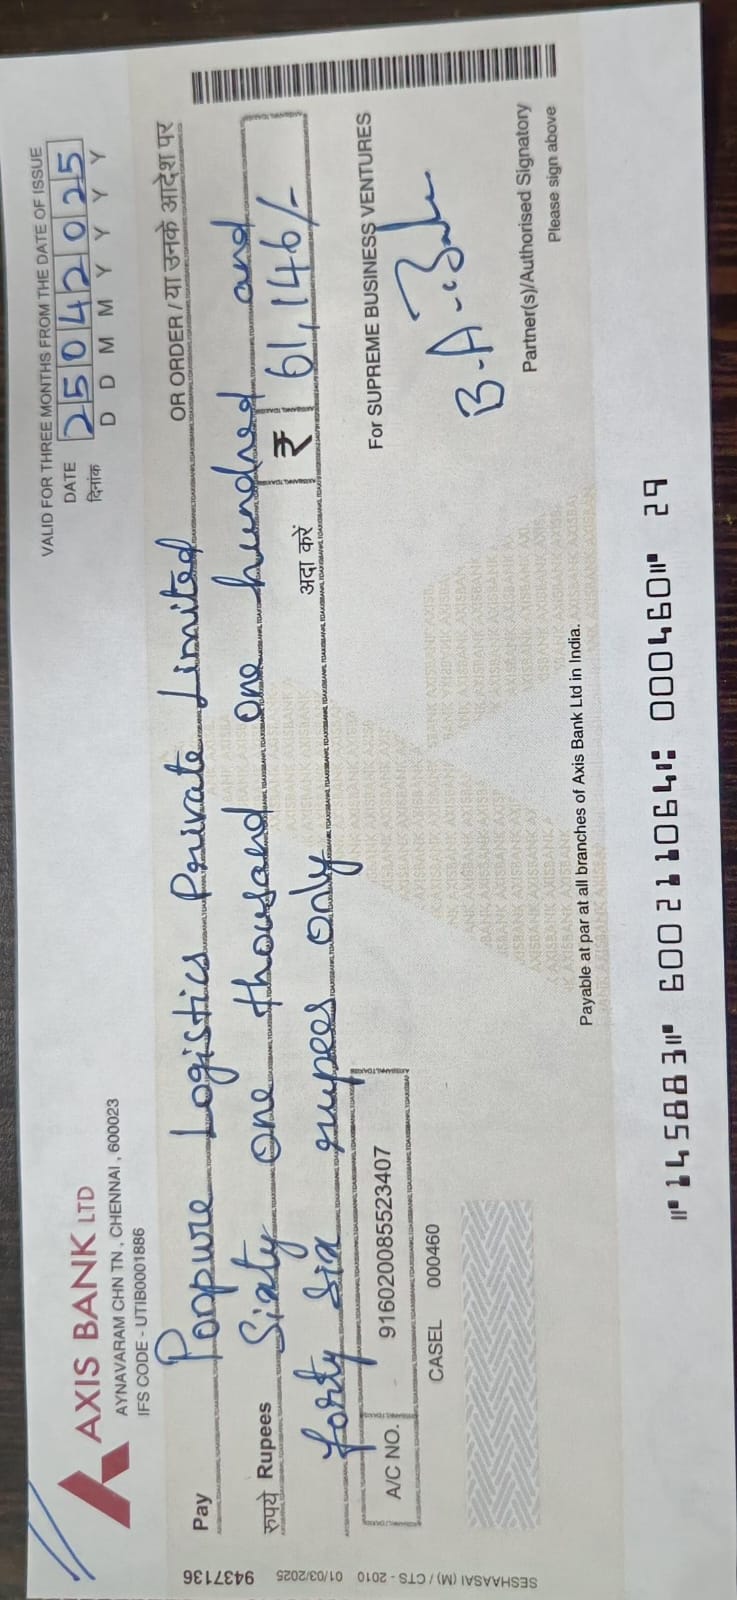 VALID FOR THREE MONTHS FROM THE DATE OF ISSUE
AXIS BANK LTD
AYNAVARAM CHN TN , CHENNAI , 600023
IFS CODE - UTIB0001886
DATE 25042025
दिनांक D D M M Y Y Y Y
Pay Propure Logistics Private Limited OR ORDER / या उनके आदेश पर
रुपये Rupees Sixty one thousand one hundred and
forty six rupees only अदा करें ₹ 61,146/-
A/C NO. 916020085523407
For SUPREME BUSINESS VENTURES
CASEL 000460
Partner(s)/Authorised Signatory
Please sign above
Payable at par at all branches of Axis Bank Ltd in India.
⑈145883⑈ 600211064⑆ 000460⑈ 29
9437136
SESHAASAI (M) / CTS - 2010 01/03/2025